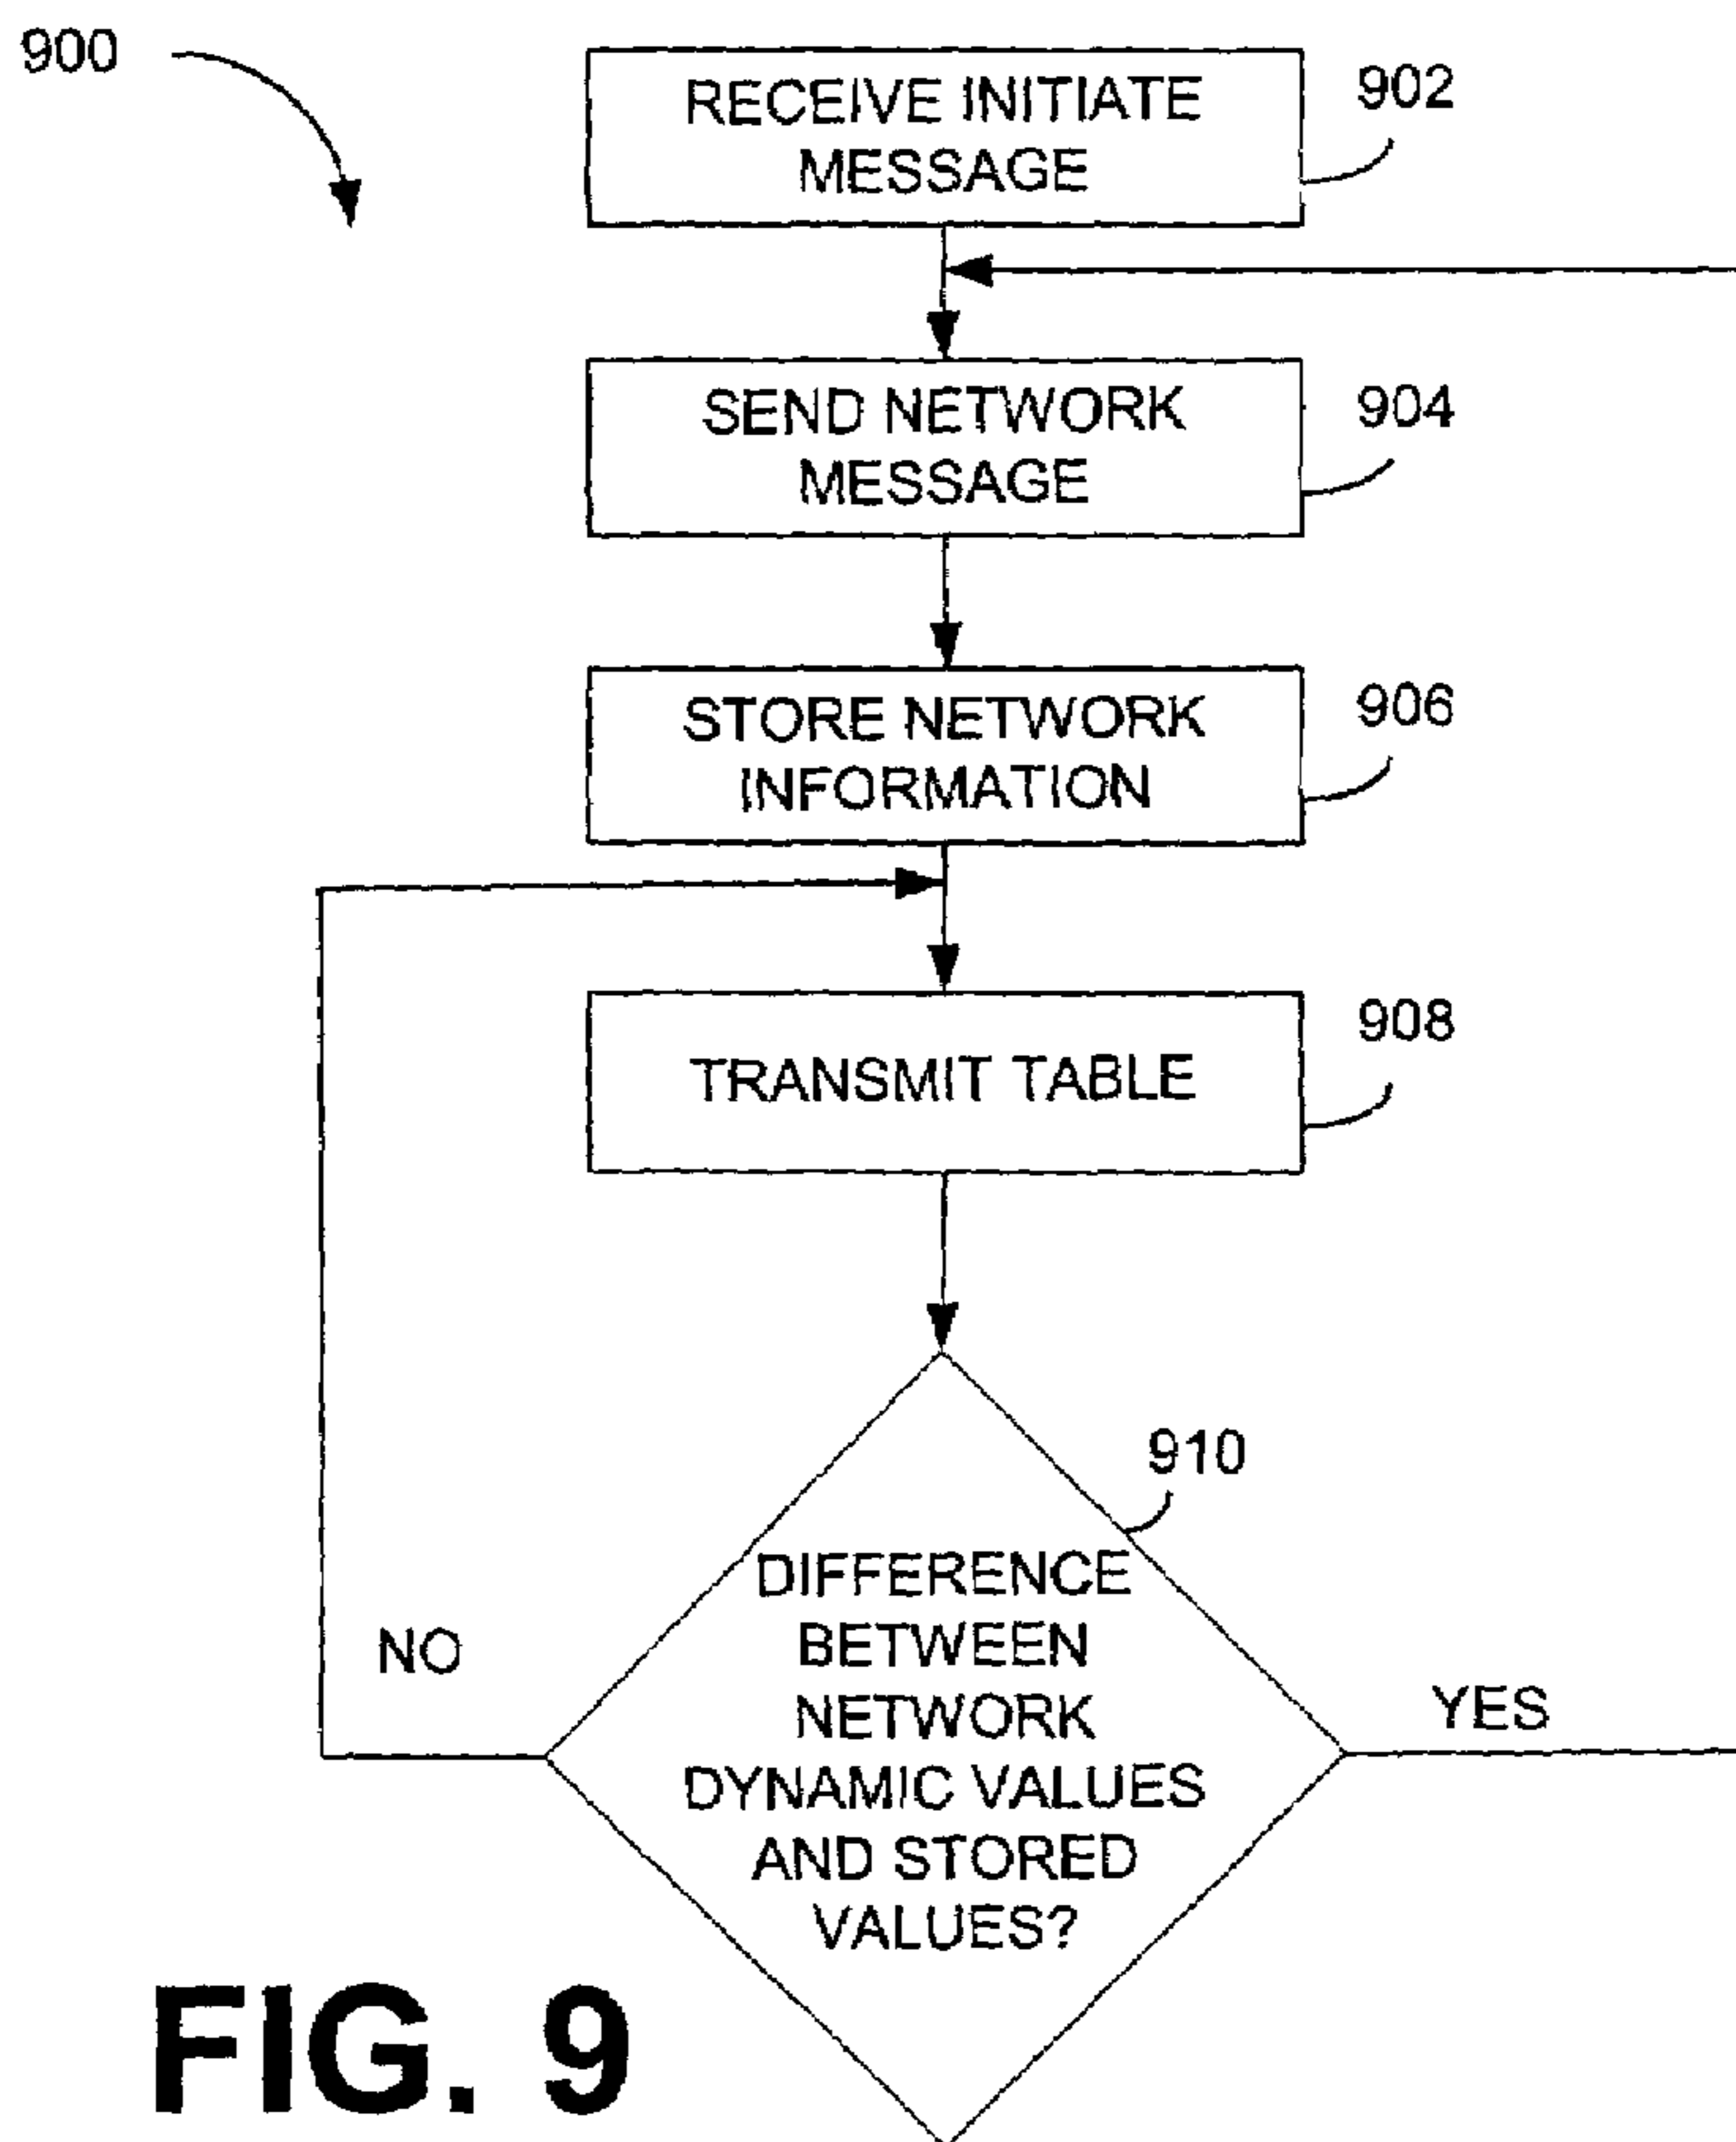 900
RECEIVE INITIATE
MESSAGE
902
SEND NETWORK
MESSAGE
904
STORE NETWORK
INFORMATION
906
TRANSMIT TABLE
908
910
DIFFERENCE
BETWEEN
NETWORK
DYNAMIC VALUES
AND STORED
VALUES?
NO
YES
FIG. 9